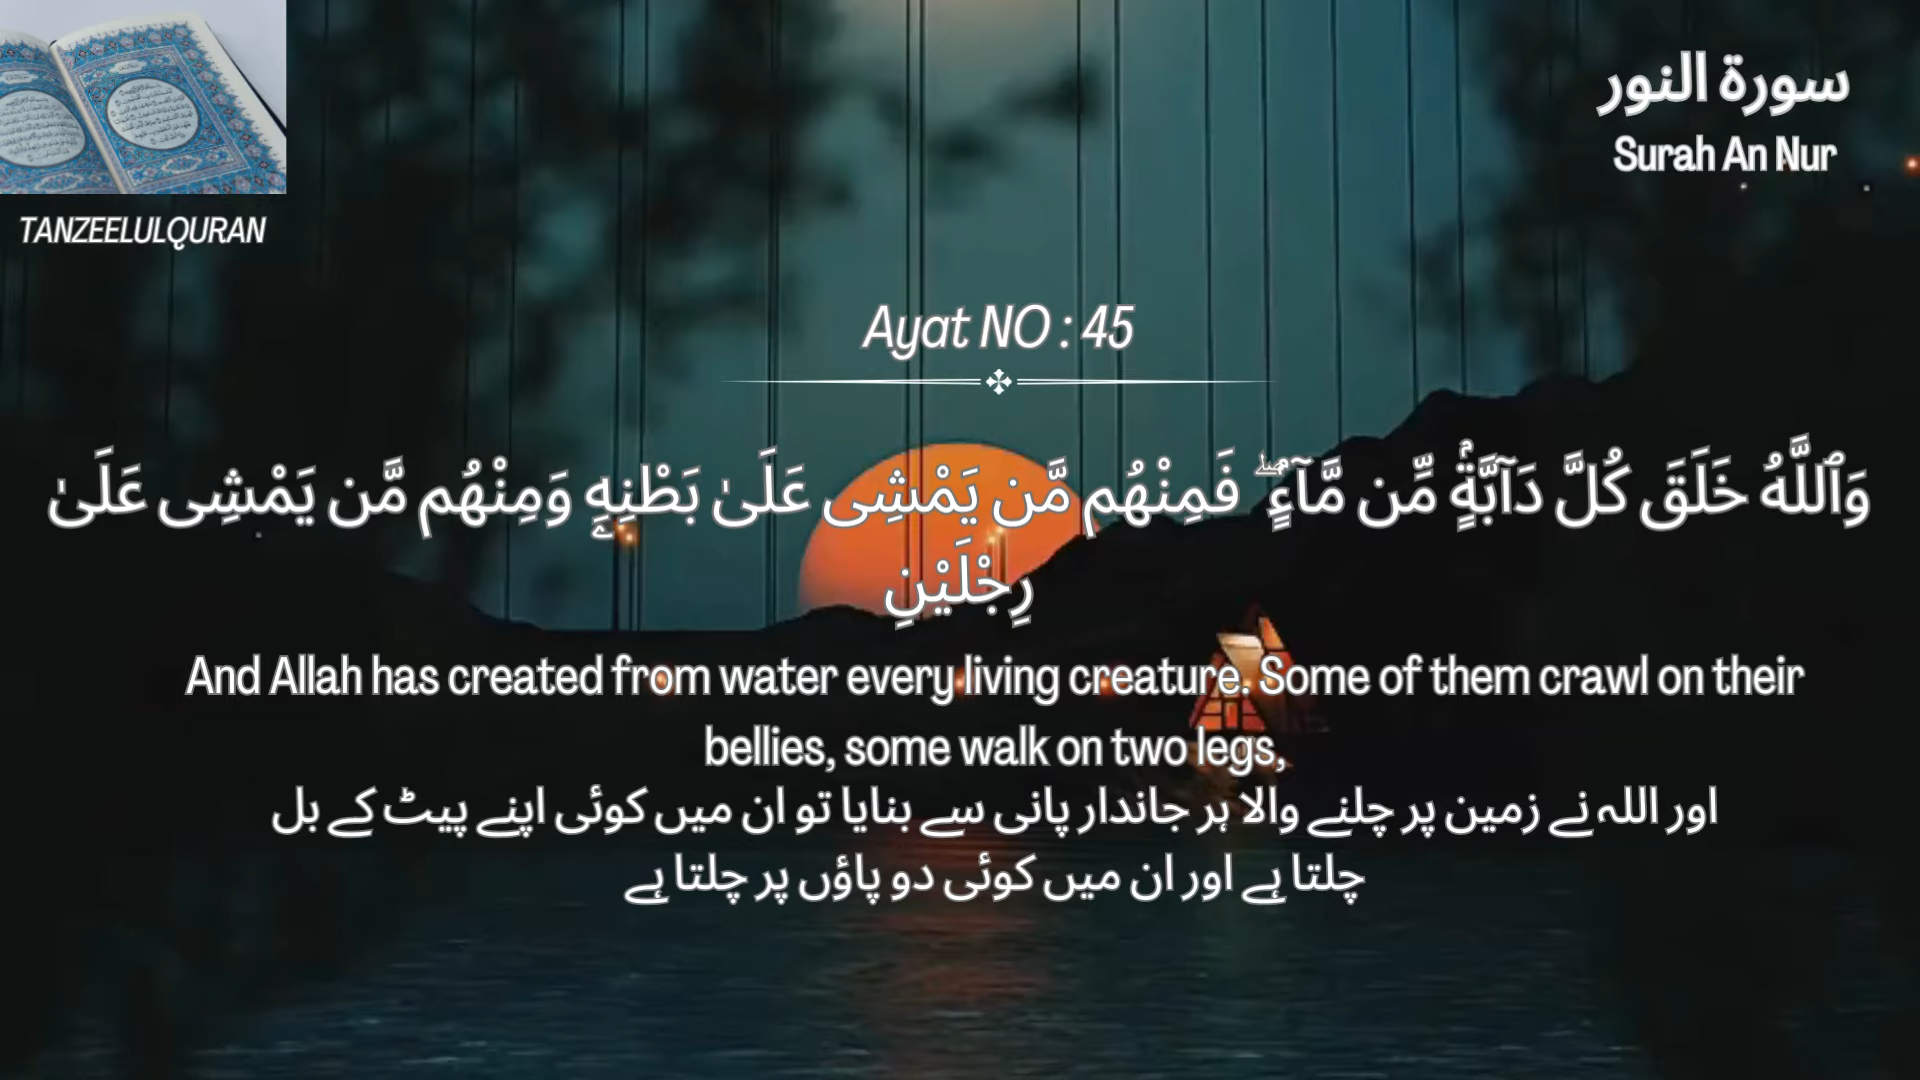 سورة النور
Surah An Nur
TANZEELULQURAN
Ayat NO : 45
وَٱللَّهُ خَلَقَ كُلَّ دَآبَّةٍۢ مِّن مَّآءٍۢ ۖ فَمِنْهُم مَّن يَمْشِى عَلَىٰ بَطْنِهِۦ وَمِنْهُم مَّن يَمْشِى عَلَىٰ
رِجْلَيْنِ
And Allah has created from water every living creature. Some of them crawl on their
bellies, some walk on two legs,
اور اللہ نے زمین پر چلنے والا ہر جاندار پانی سے بنایا تو ان میں کوئی اپنے پیٹ کے بل
چلتا ہے اور ان میں کوئی دو پاؤں پر چلتا ہے